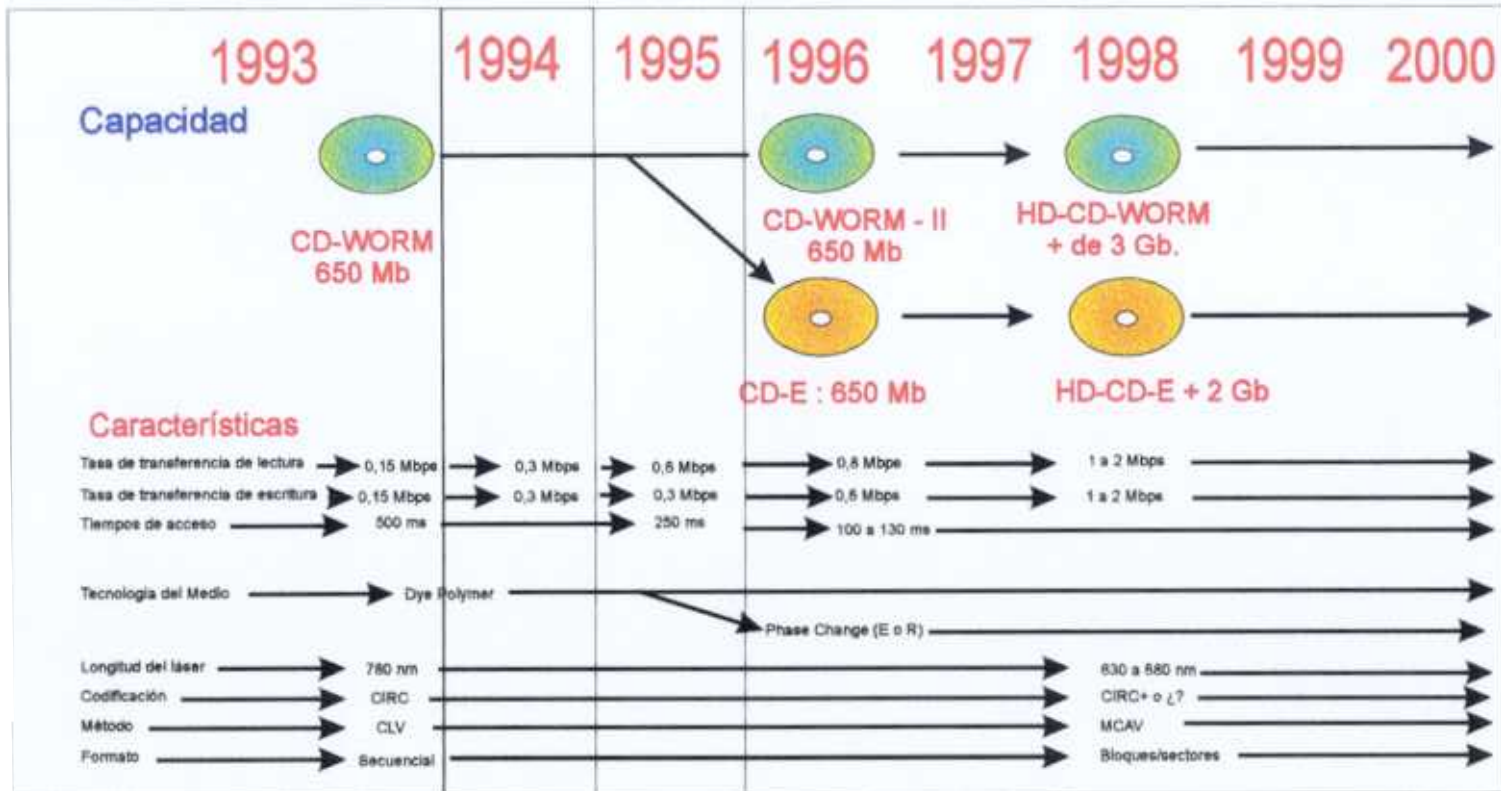 1993 1994 1995 1996 1997 1998 1999 2000
Capacidad
CD-WORM
650 Mb
CD-WORM - II
650 Mb
HD-CD-WORM
+ de 3 Gb.
CD-E : 650 Mb
HD-CD-E + 2 Gb
Características
Tasa de transferencia de lectura 0,15 Mbps 0,3 Mbps 0,6 Mbps 0,8 Mbps 1 a 2 Mbps
Tasa de transferencia de escritura 0,15 Mbps 0,3 Mbps 0,3 Mbps 0,6 Mbps 1 a 2 Mbps
Tiempos de acceso 500 ms 250 ms 100 a 130 ms
Tecnología del Medio Dye Polymer
Phase Change (E o R)
Longitud del láser 780 nm 630 a 680 nm
Codificación CIRC CIRC+ o ¿?
Método CLV MCAV
Formato Secuencial Bloques/sectores